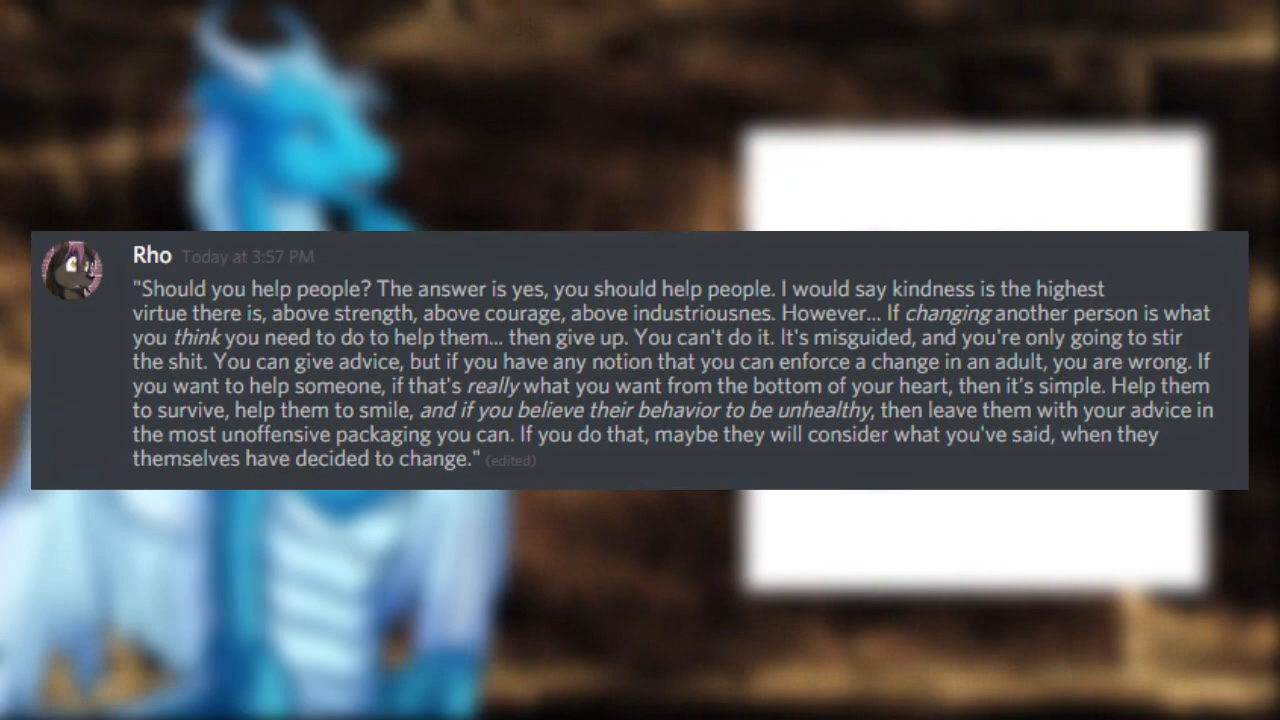 Rho Today at 3:57 PM
"Should you help people? The answer is yes, you should help people. I would say kindness is the highest
virtue there is, above strength, above courage, above industriousnes. However... If changing another person is what
you think you need to do to help them... then give up. You can't do it. It's misguided, and you're only going to stir
the shit. You can give advice, but if you have any notion that you can enforce a change in an adult, you are wrong. If
you want to help someone, if that's really what you want from the bottom of your heart, then it's simple. Help them
to survive, help them to smile, and if you believe their behavior to be unhealthy, then leave them with your advice in
the most unoffensive packaging you can. If you do that, maybe they will consider what you've said, when they
themselves have decided to change." (edited)